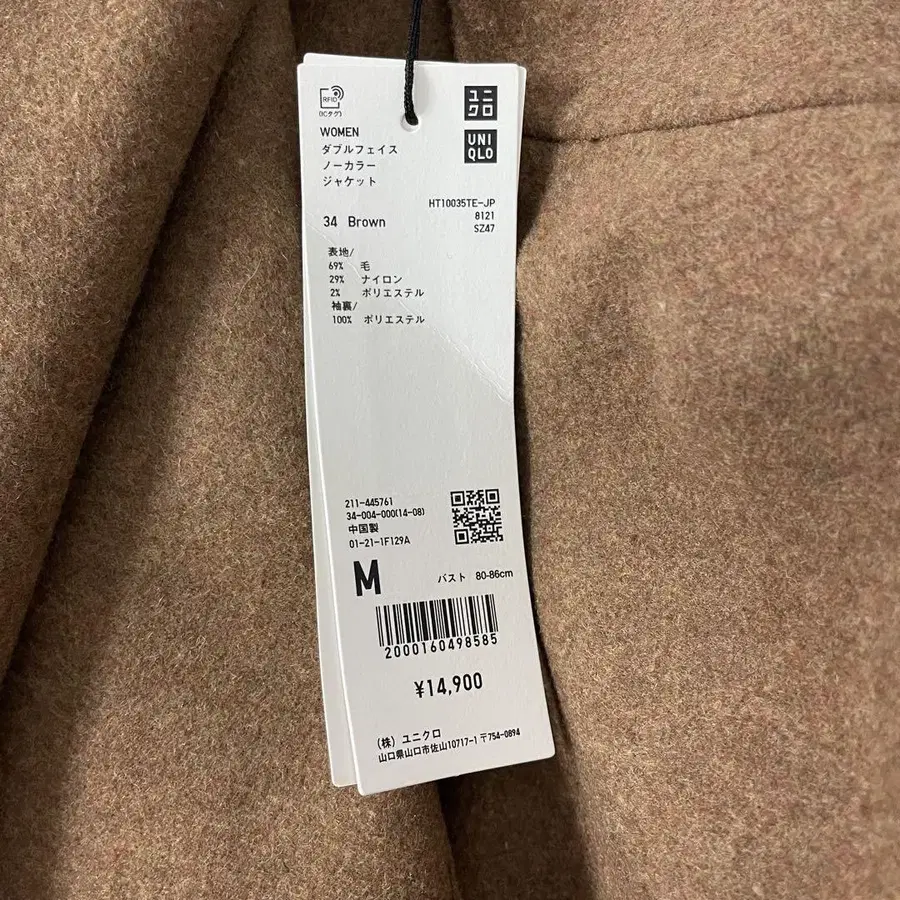 RFID
(ICタグ)
ユニ
クロ
UNI
QLO
WOMEN
ダブルフェイス
ノーカラー
ジャケット
HT10035TE-JP
8121
SZ47
34 Brown
表地/
69% 毛
29% ナイロン
2% ポリエステル
袖裏/
100% ポリエステル
211-445761
34-004-000(14-08)
中国製
01-21-1F129A
M バスト 80-86cm
2000160498585
¥14,900
(株) ユニクロ
山口県山口市佐山10717-1 〒754-0894